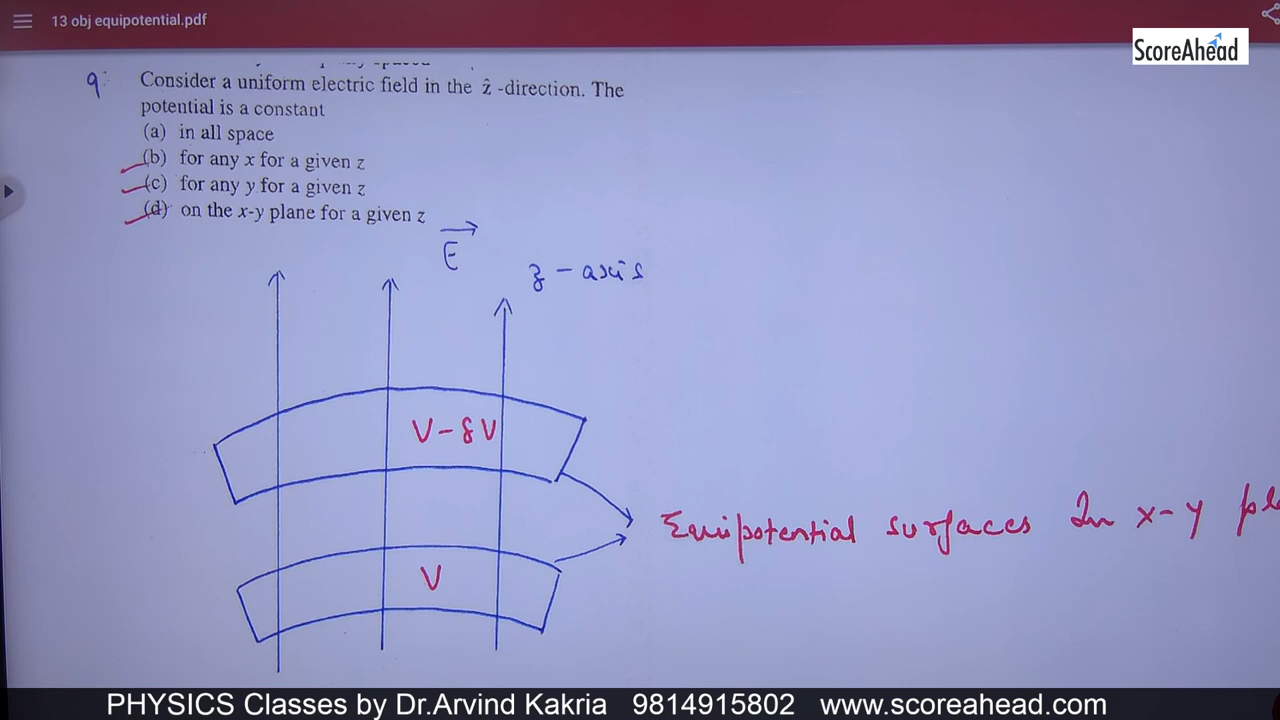 13 obj equipotential.pdf
ScoreAhead
9. Consider a uniform electric field in the ẑ -direction. The
potential is a constant
(a) in all space
(b) for any x for a given z
(c) for any y for a given z
(d) on the x-y plane for a given z
E
z - axis
V - δV
Equipotential surfaces In x-y
V
PHYSICS Classes by Dr.Arvind Kakria 9814915802 www.scoreahead.com